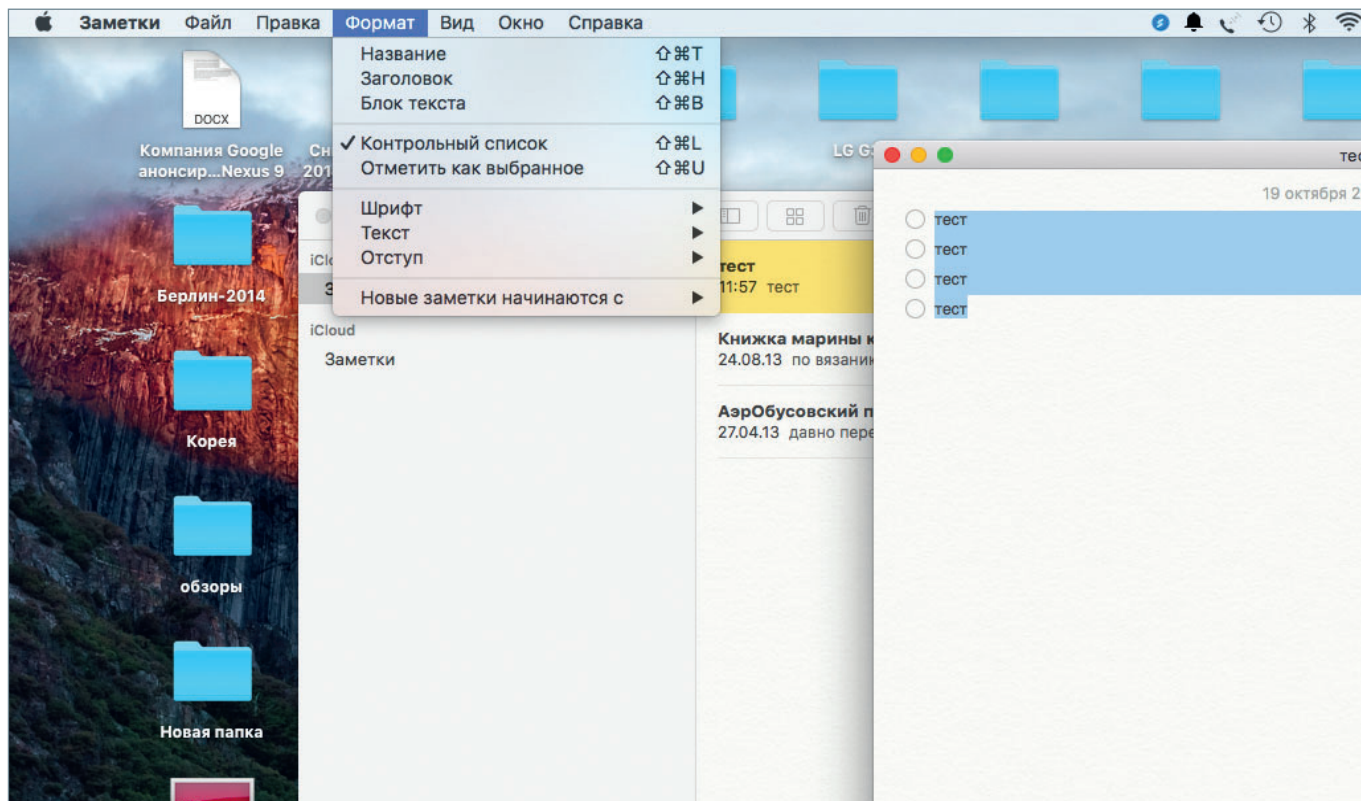 Заметки Файл Правка Формат Вид Окно Справка
Название ⇧⌘T
Заголовок ⇧⌘H
Блок текста ⇧⌘B
✓ Контрольный список ⇧⌘L
Отметить как выбранное ⇧⌘U
Шрифт ▶
Текст ▶
Отступ ▶
Новые заметки начинаются с ▶
DOCX
Компания Google
анонсир...Nexus 9
Берлин-2014
Корея
обзоры
Новая папка
LG
iCloud
Заметки
тест
11:57 тест
Книжка марины
24.08.13 по
АэрОбусовский
27.04.13 давно
19 октября
тест
тест
тест
тест